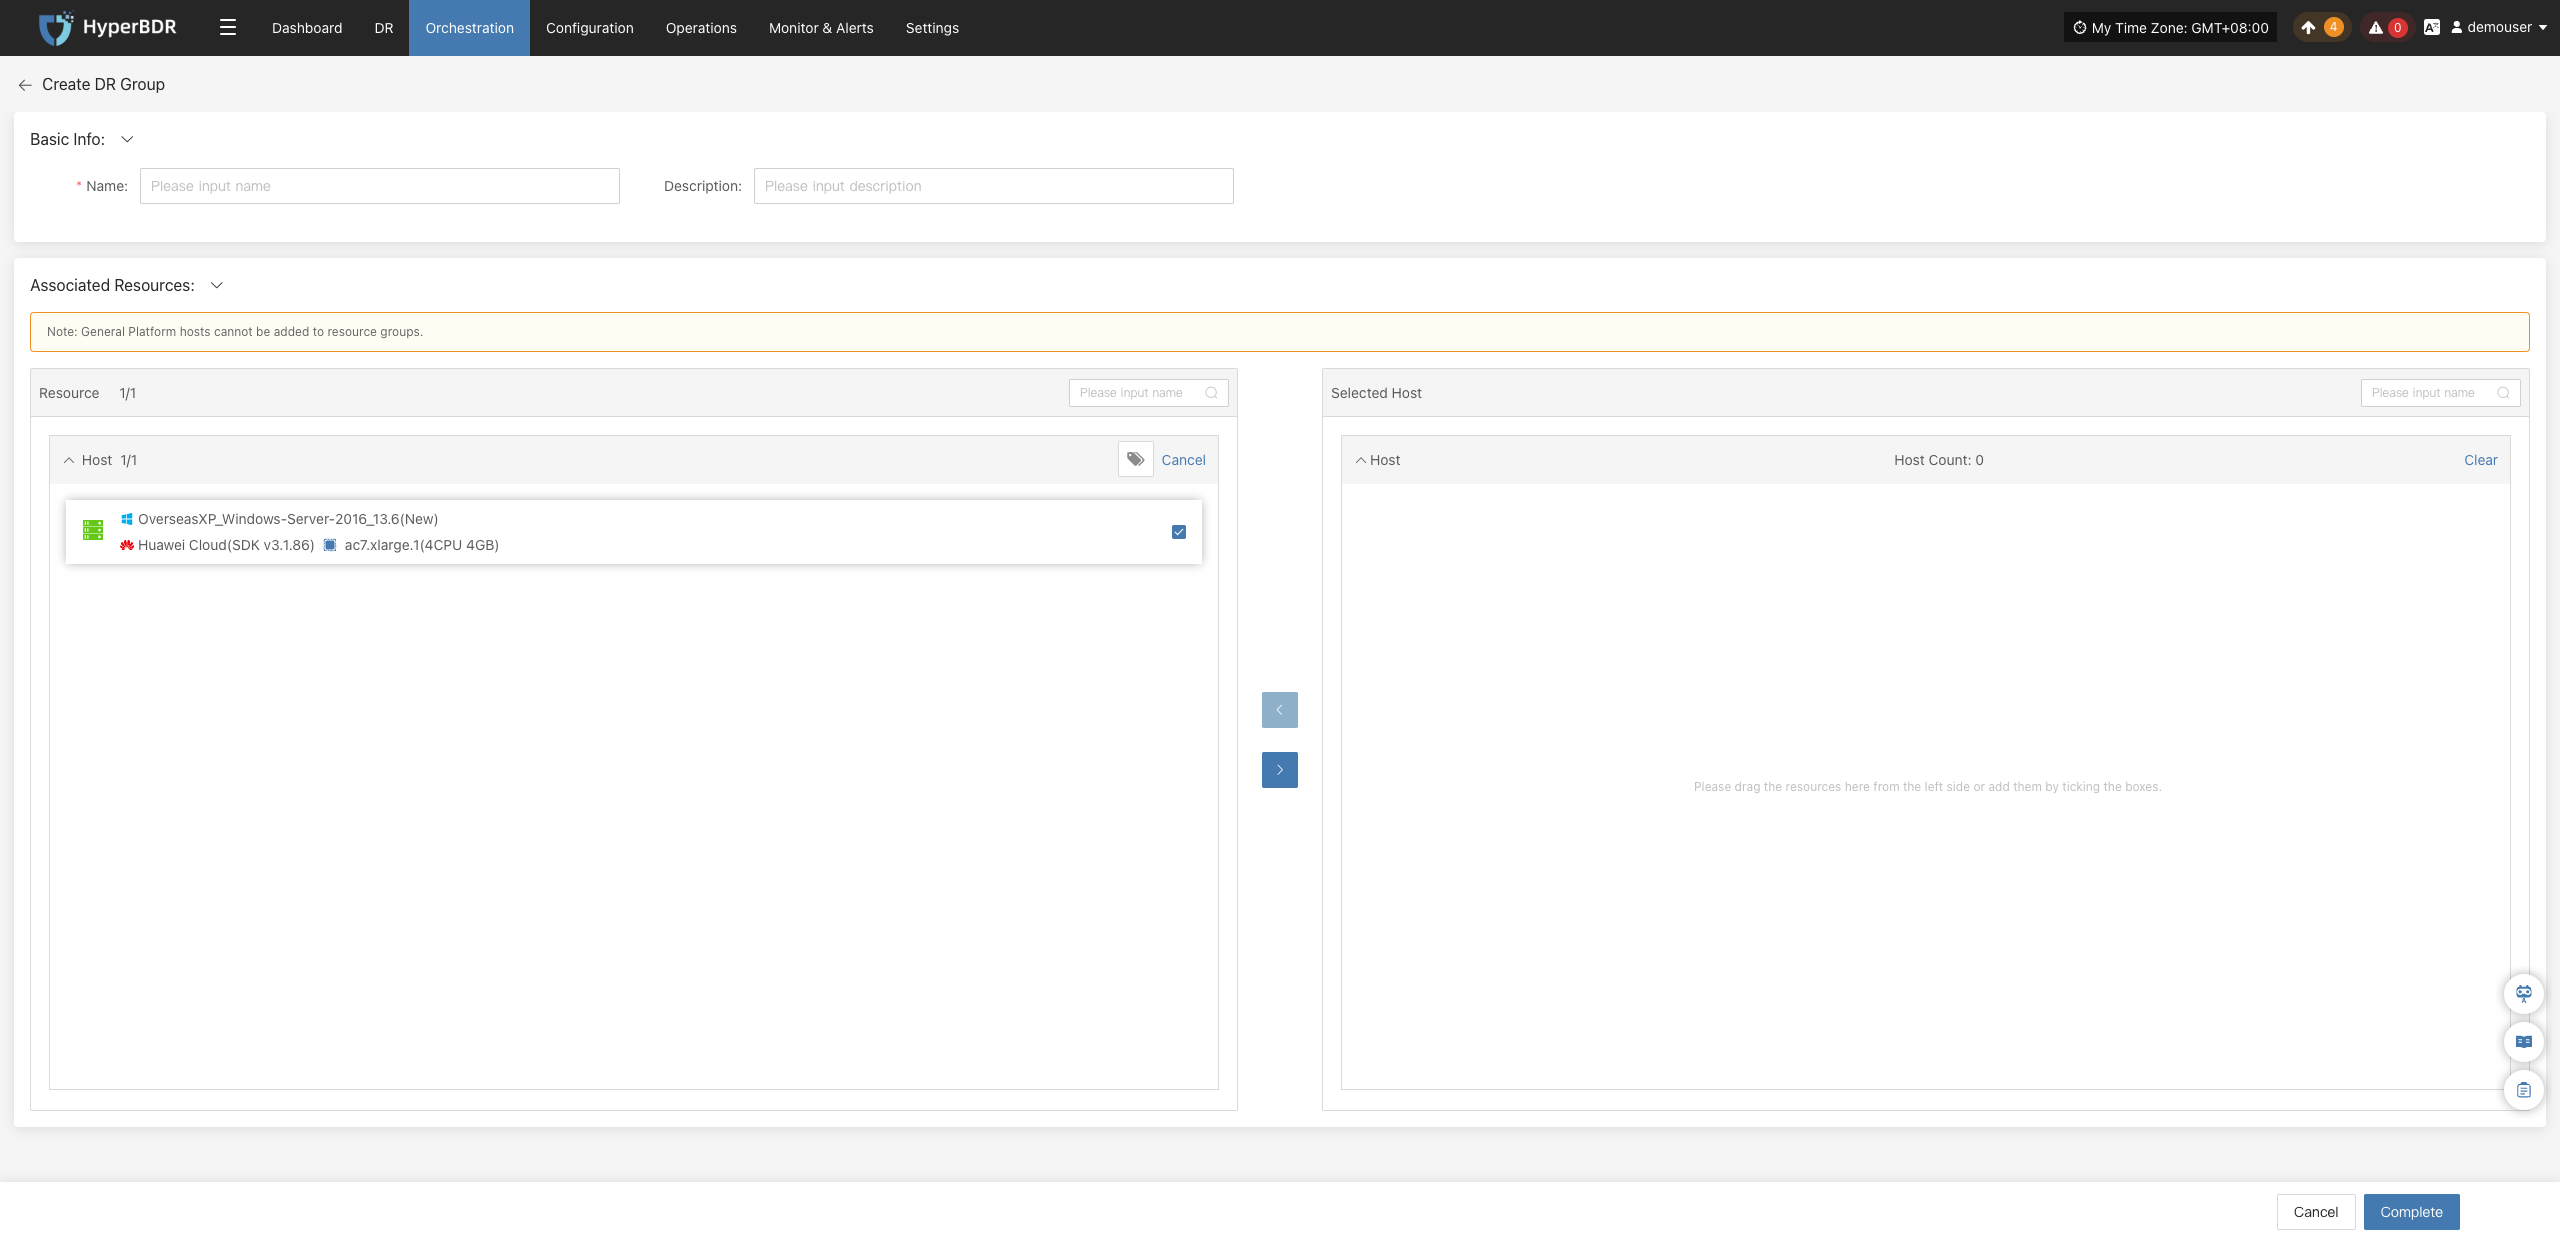 HyperBDR
Dashboard DR Orchestration Configuration Operations Monitor & Alerts Settings
My Time Zone: GMT+08:00 4 0 demouser
Create DR Group
Basic Info:
* Name: Please input name Description: Please input description
Associated Resources:
Note: General Platform hosts cannot be added to resource groups.
Resource 1/1 Please input name
Host 1/1 Cancel
OverseasXP_Windows-Server-2016_13.6(New)
Huawei Cloud(SDK v3.1.86) ac7.xlarge.1(4CPU 4GB)
Selected Host Please input name
Host Host Count: 0 Clear
Please drag the resources here from the left side or add them by ticking the boxes.
Cancel Complete